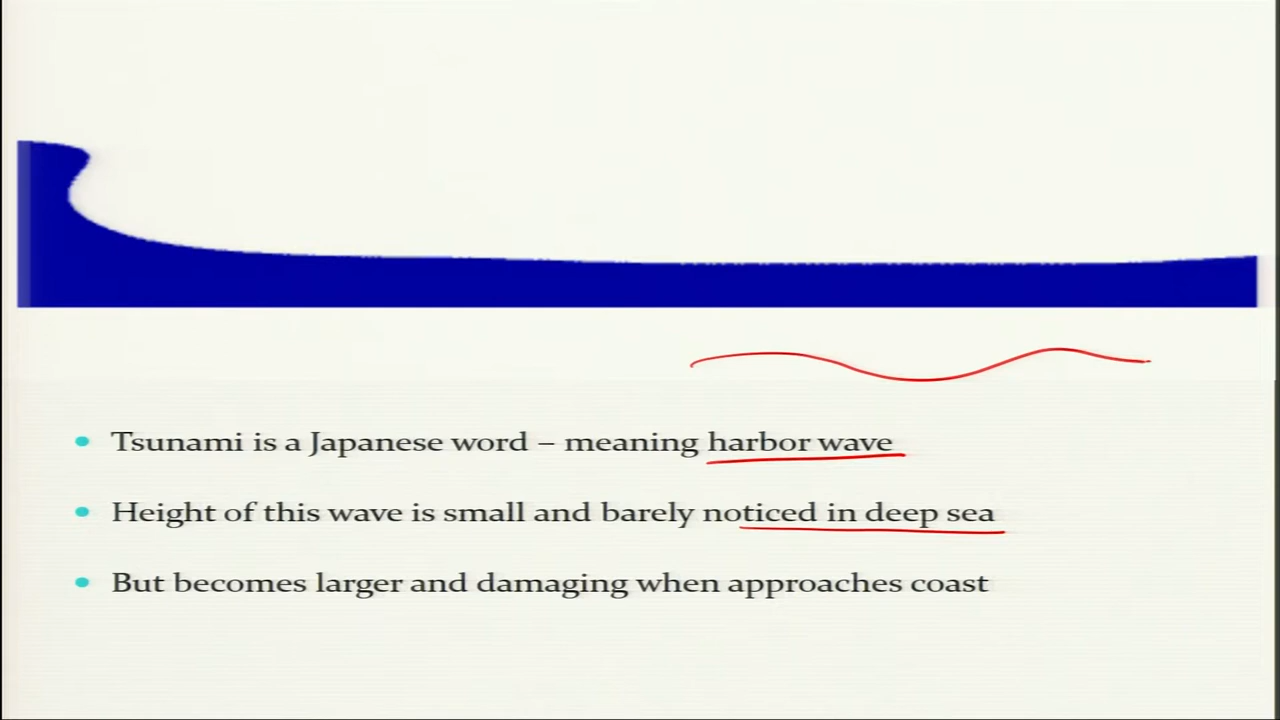 Tsunami is a Japanese word – meaning harbor wave
Height of this wave is small and barely noticed in deep sea
But becomes larger and damaging when approaches coast